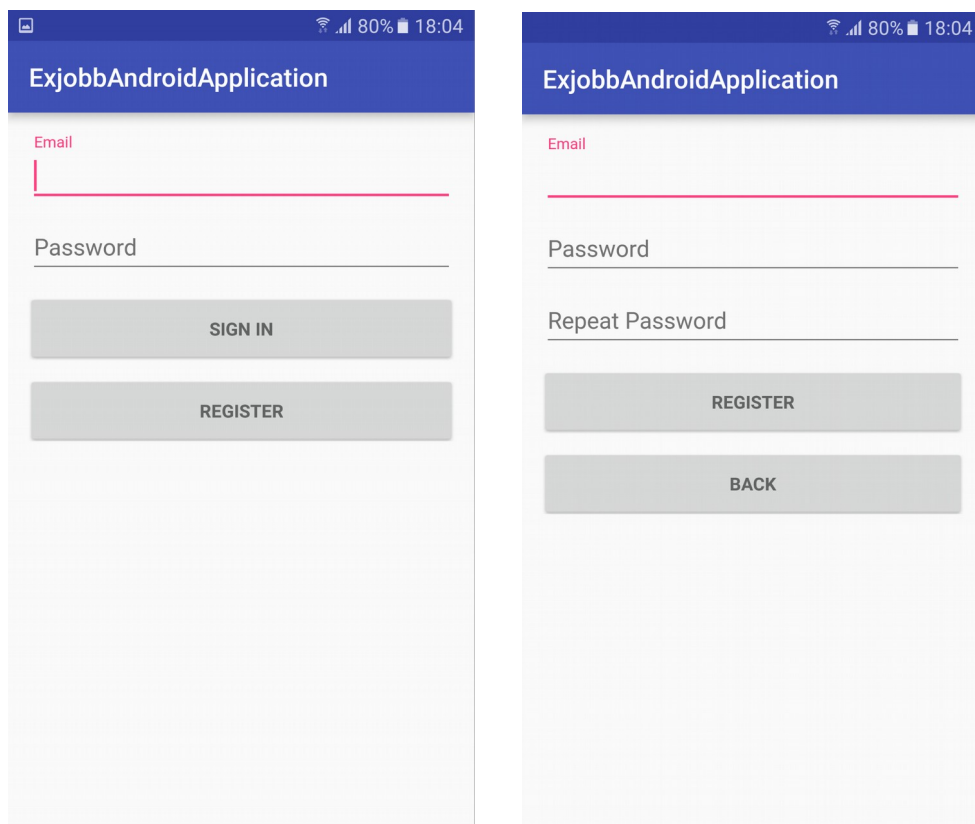 80% 18:04
ExjobbAndroidApplication
Email
Password
SIGN IN
REGISTER
80% 18:04
ExjobbAndroidApplication
Email
Password
Repeat Password
REGISTER
BACK